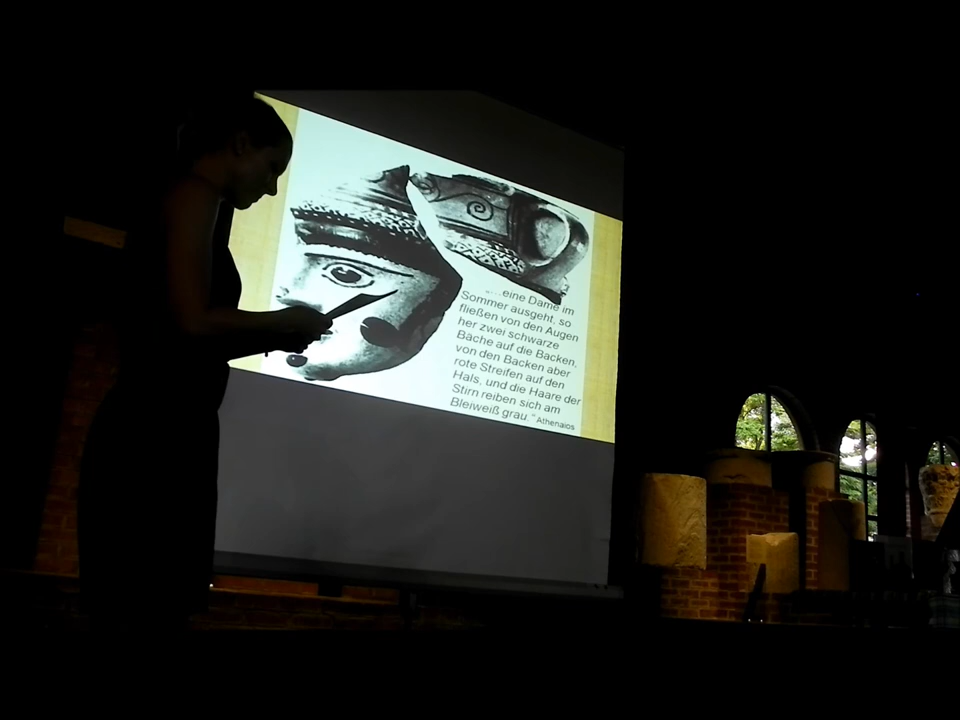 „…eine Dame im
Sommer ausgeht, so
fließen von den Augen
her zwei schwarze
Bäche auf die Backen,
von den Backen aber
rote Streifen auf den
Hals, und die Haare der
Stirn reiben sich am
Bleiweiß grau.“ Athenaios